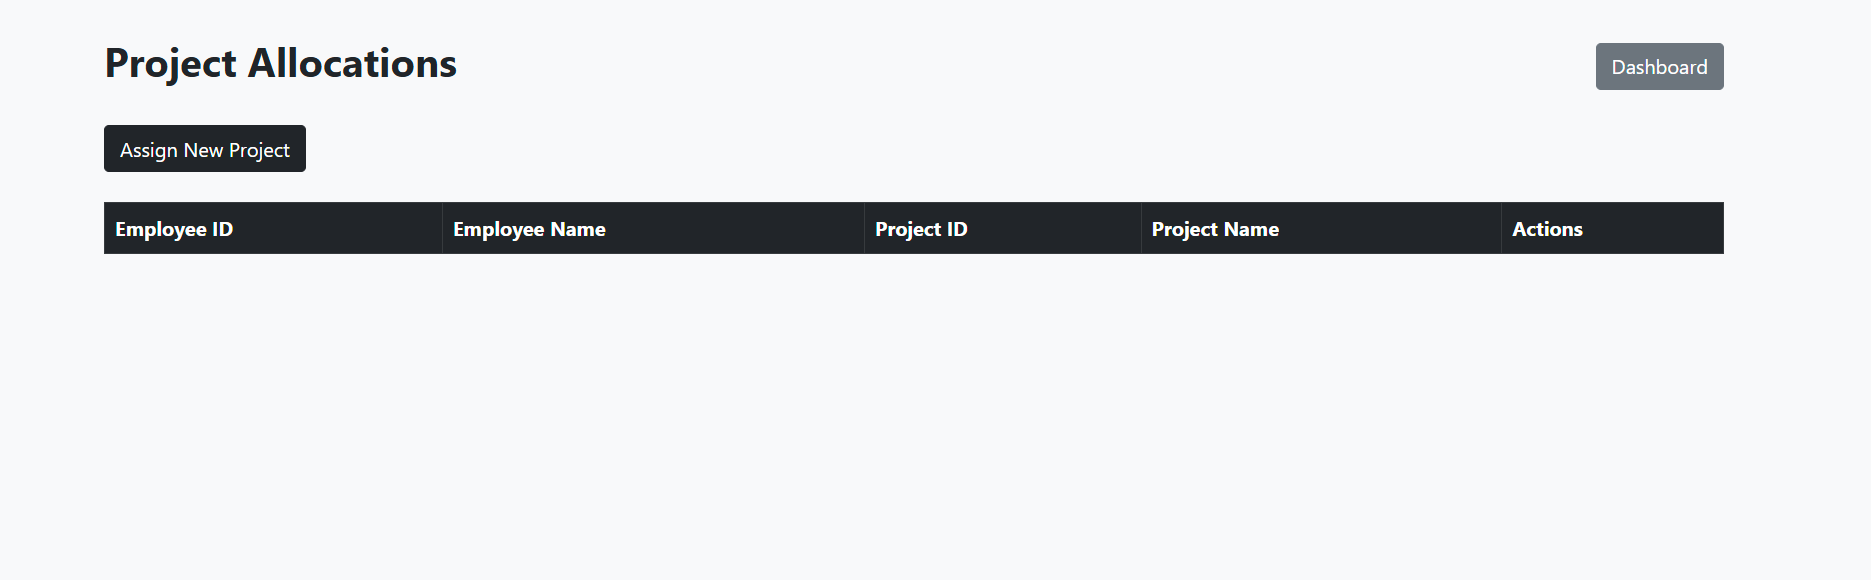 Project Allocations
Dashboard
Assign New Project
Employee ID Employee Name Project ID Project Name Actions